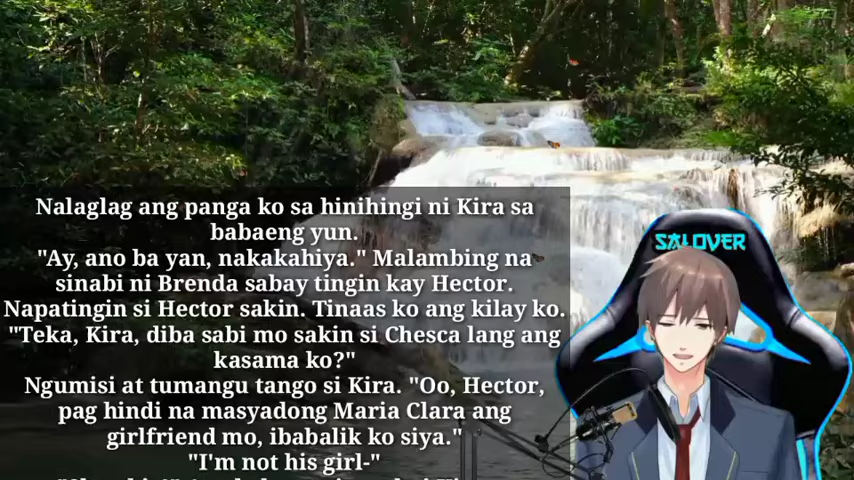 Nalaglag ang panga ko sa hinihingi ni Kira sa
babaeng yun.
"Ay, ano ba yan, nakakahiya." Malambing na
sinabi ni Brenda sabay tingin kay Hector.
Napatingin si Hector sakin. Tinaas ko ang kilay ko.
"Teka, Kira, diba sabi mo sakin si Chesca lang ang
kasama ko?"
Ngumisi at tumangu tango si Kira. "Oo, Hector,
pag hindi na masyadong Maria Clara ang
girlfriend mo, ibabalik ko siya."
"I'm not his girl-"
SALOVER